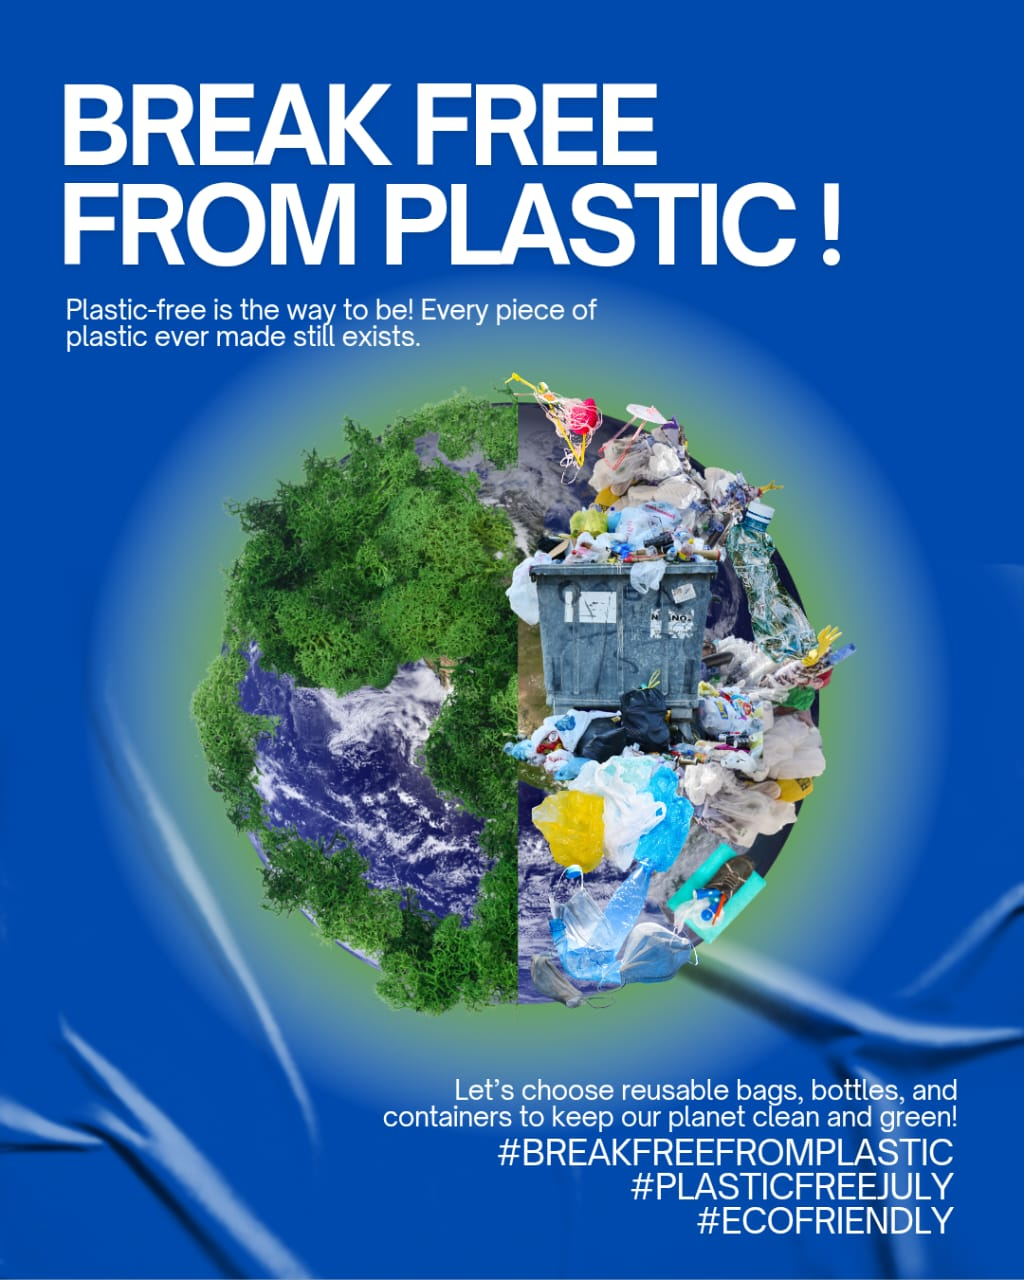 BREAK FREE
FROM PLASTIC !
Plastic-free is the way to be! Every piece of
plastic ever made still exists.
Let's choose reusable bags, bottles, and
containers to keep our planet clean and green!
#BREAKFREEFROMPLASTIC
#PLASTICFREEJULY
#ECOFRIENDLY